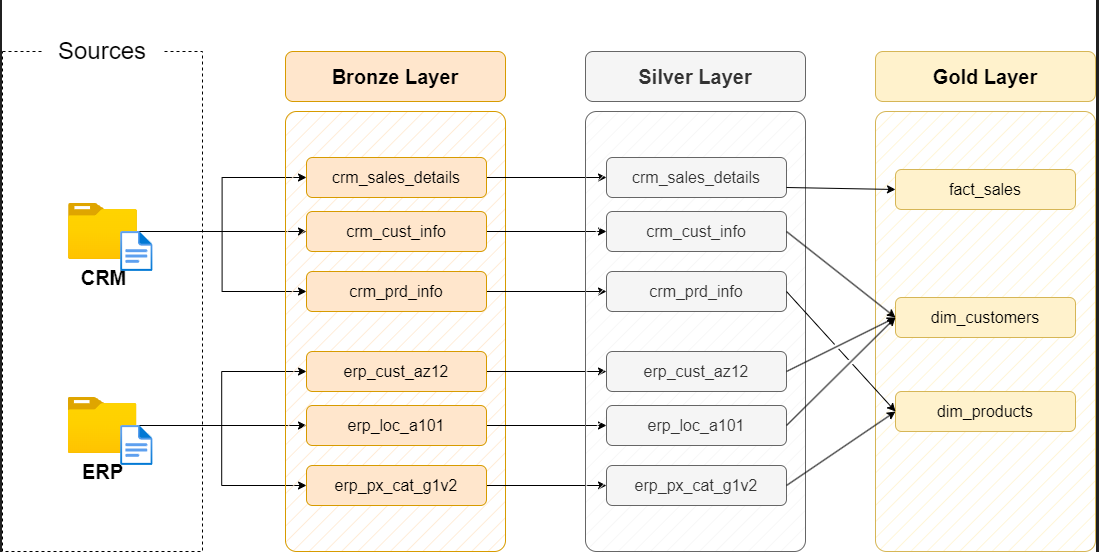 Sources
Bronze Layer
Silver Layer
Gold Layer
crm_sales_details
crm_sales_details
fact_sales
crm_cust_info
crm_cust_info
CRM
crm_prd_info
crm_prd_info
dim_customers
erp_cust_az12
erp_cust_az12
dim_products
erp_loc_a101
erp_loc_a101
ERP
erp_px_cat_g1v2
erp_px_cat_g1v2